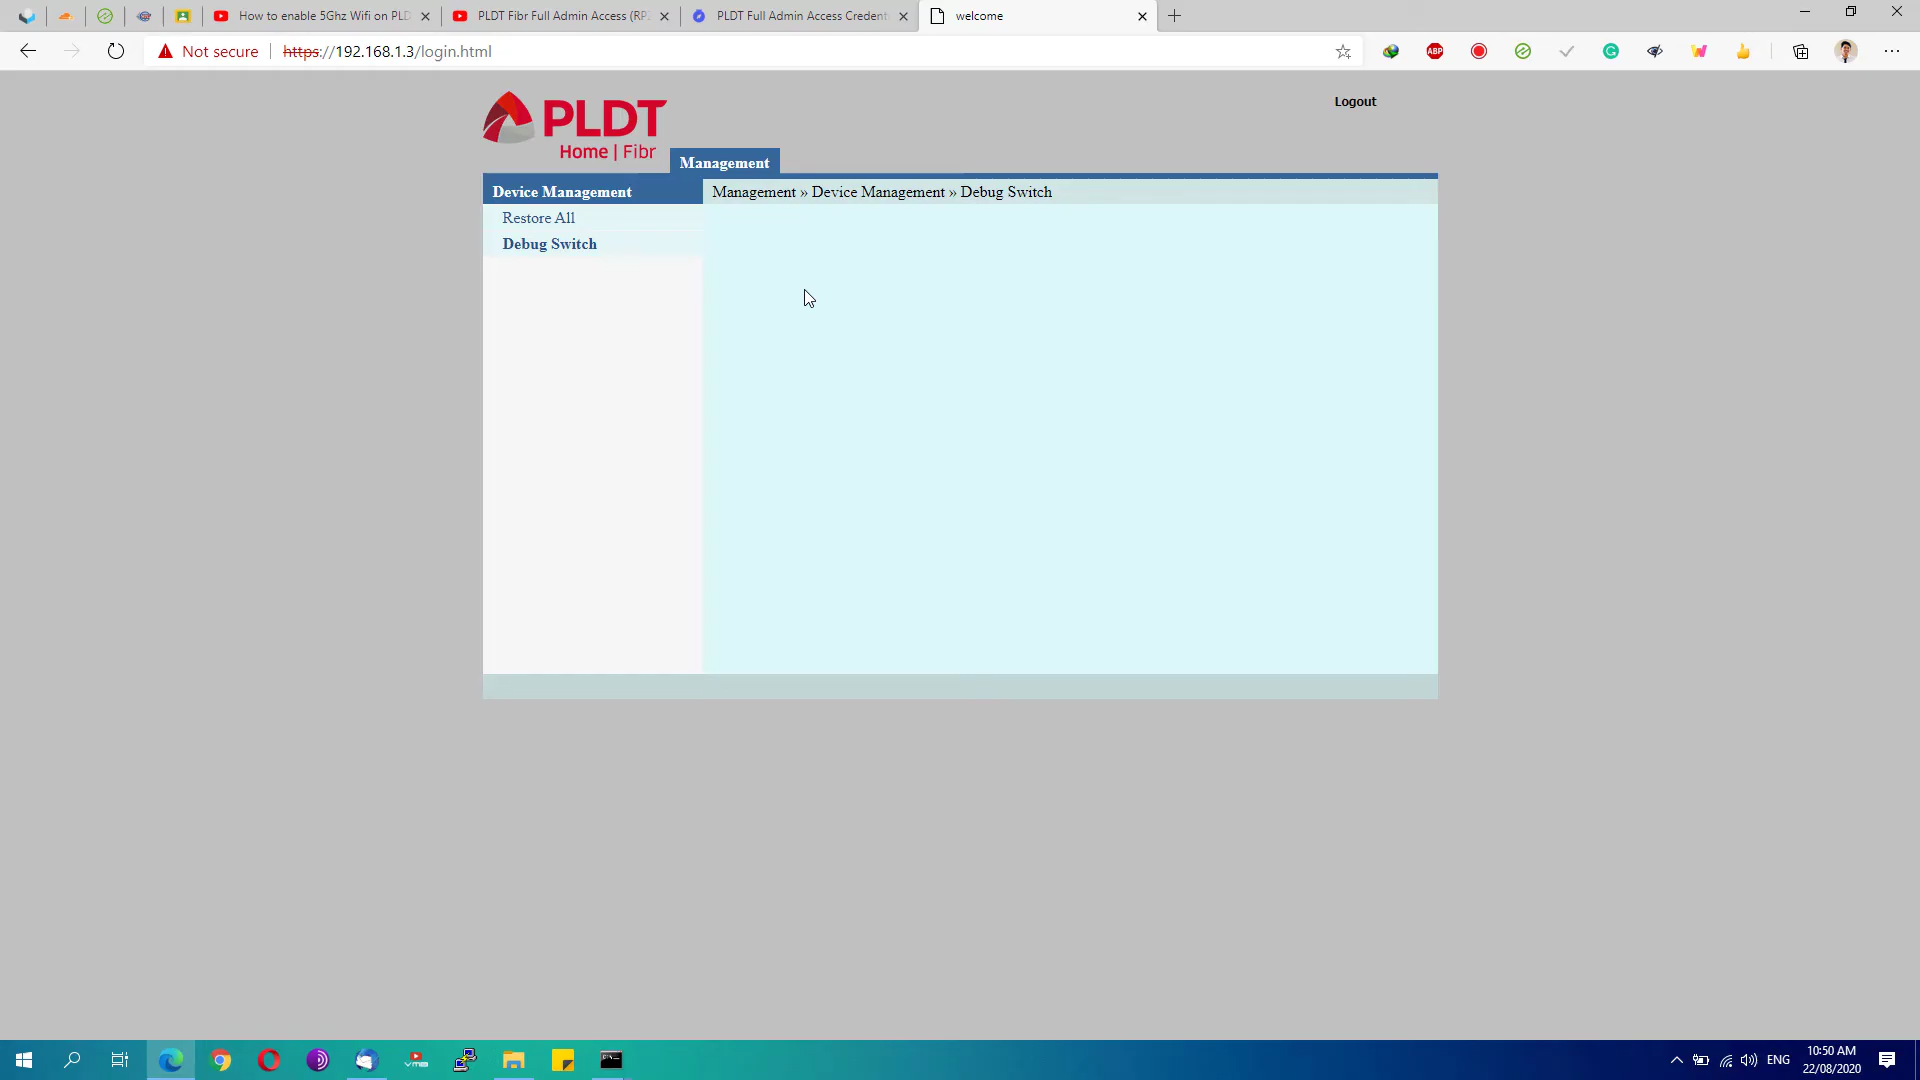 How to enable 5Ghz Wifi on PLD
PLDT Fibr Full Admin Access (RP2
PLDT Full Admin Access Credent
welcome
Not secure
https://192.168.1.3/login.html
ABP
PLDT
Home | Fibr
Logout
Management
Device Management
Management » Device Management » Debug Switch
Restore All
Debug Switch
ENG
10:50 AM
22/08/2020